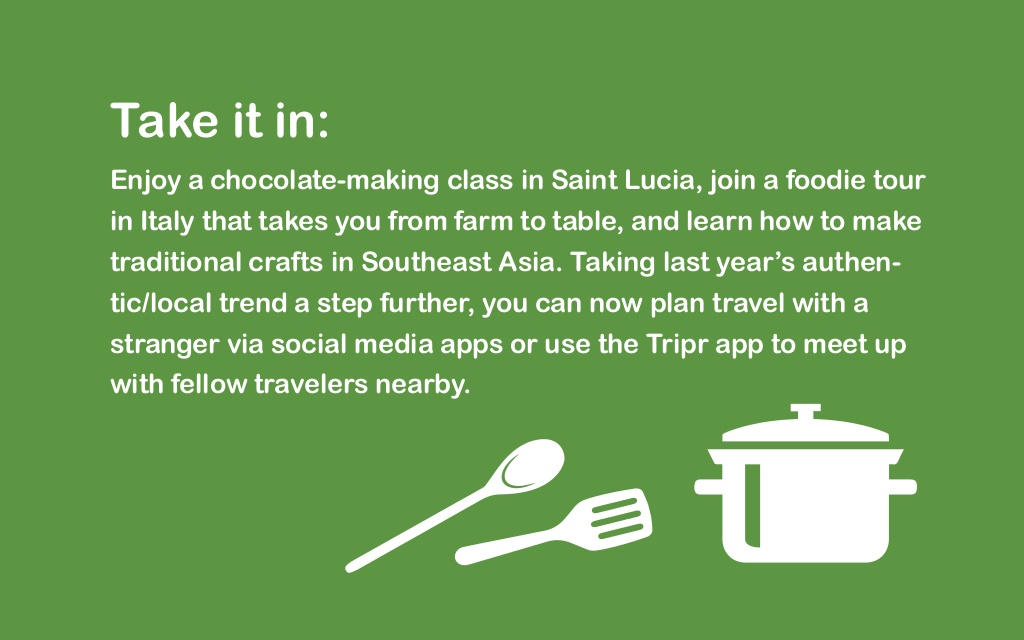 Take it in:
Enjoy a chocolate-making class in Saint Lucia, join a foodie tour
in Italy that takes you from farm to table, and learn how to make
traditional crafts in Southeast Asia. Taking last year’s authen-
tic/local trend a step further, you can now plan travel with a
stranger via social media apps or use the Tripr app to meet up
with fellow travelers nearby.